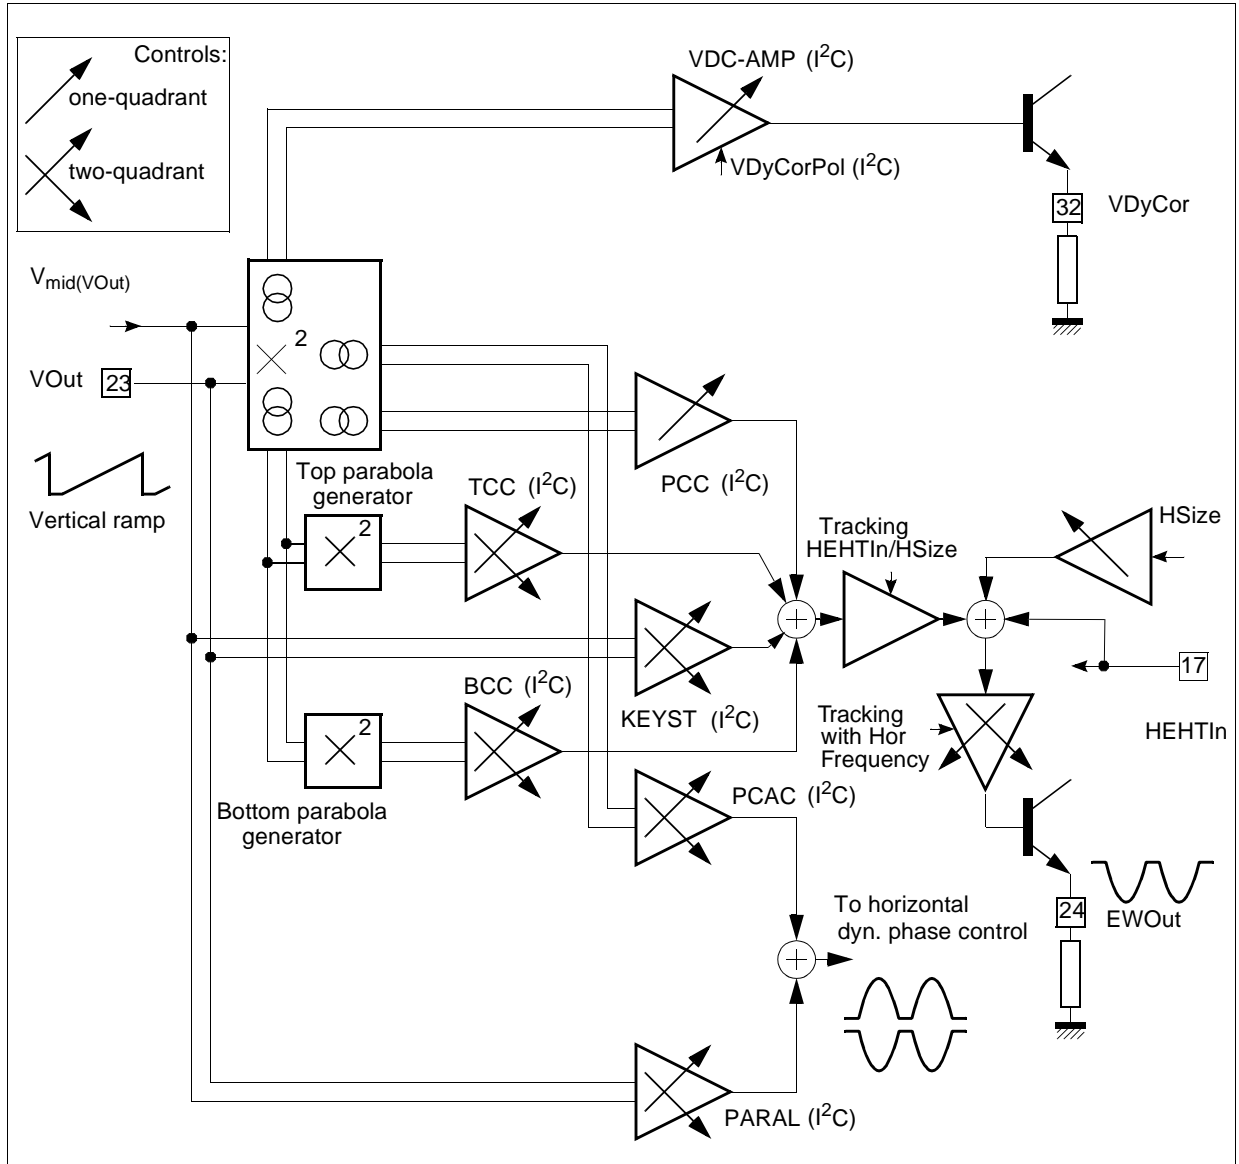 Controls:
one-quadrant
two-quadrant
VDC-AMP (I²C)
VDyCorPol (I²C)
32
VDyCor
Vmid(VOut)
2
VOut
23
Vertical ramp
Top parabola
generator
2
TCC (I²C)
PCC (I²C)
Tracking
HEHTIn/HSize
HSize
KEYST (I²C)
17
HEHTIn
BCC (I²C)
2
Bottom parabola
generator
Tracking
with Hor
Frequency
PCAC (I²C)
24
EWOut
To horizontal
dyn. phase control
PARAL (I²C)